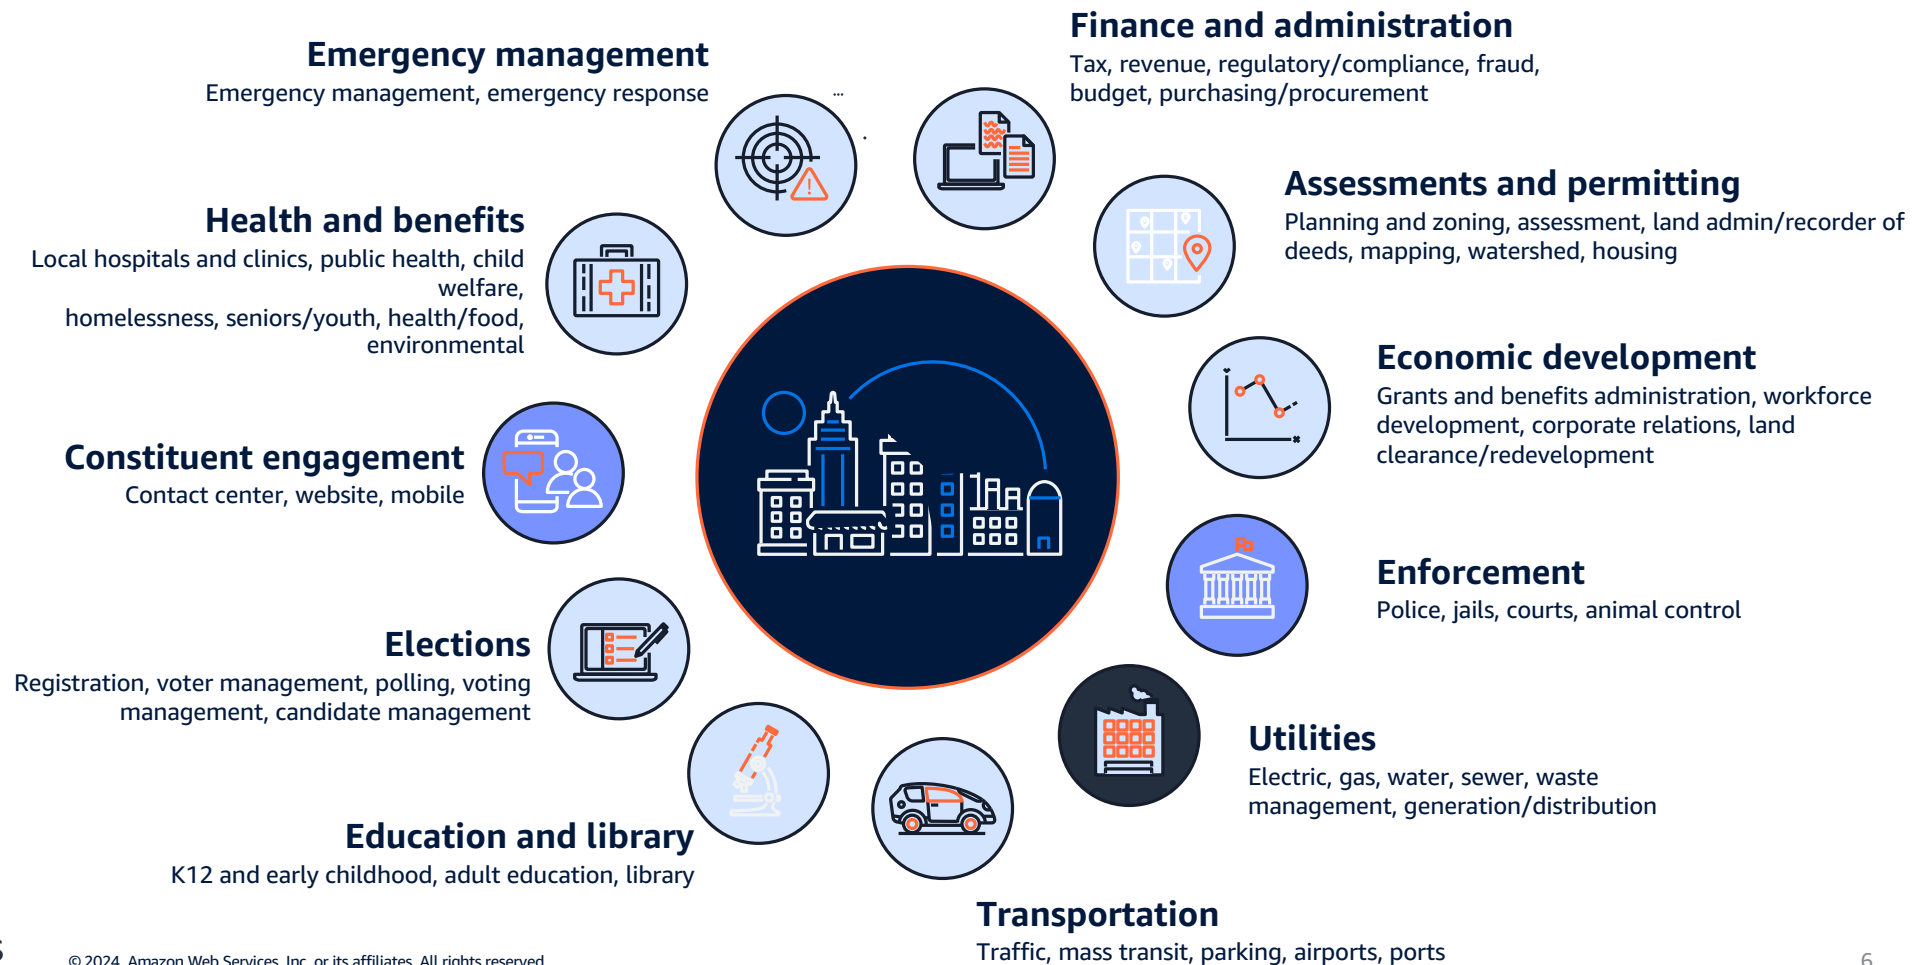 Finance and administration
Tax, revenue, regulatory/compliance, fraud,
budget, purchasing/procurement
Emergency management
Emergency management, emergency response
...
.
Assessments and permitting
Planning and zoning, assessment, land admin/recorder of
deeds, mapping, watershed, housing
Health and benefits
Local hospitals and clinics, public health, child
welfare,
homelessness, seniors/youth, health/food,
environmental
Economic development
Grants and benefits administration, workforce
development, corporate relations, land
clearance/redevelopment
Constituent engagement
Contact center, website, mobile
Enforcement
Police, jails, courts, animal control
Elections
Registration, voter management, polling, voting
management, candidate management
Utilities
Electric, gas, water, sewer, waste
management, generation/distribution
Education and library
K12 and early childhood, adult education, library
Transportation
Traffic, mass transit, parking, airports, ports
© 2024, Amazon Web Services, Inc. or its affiliates. All rights reserved
6